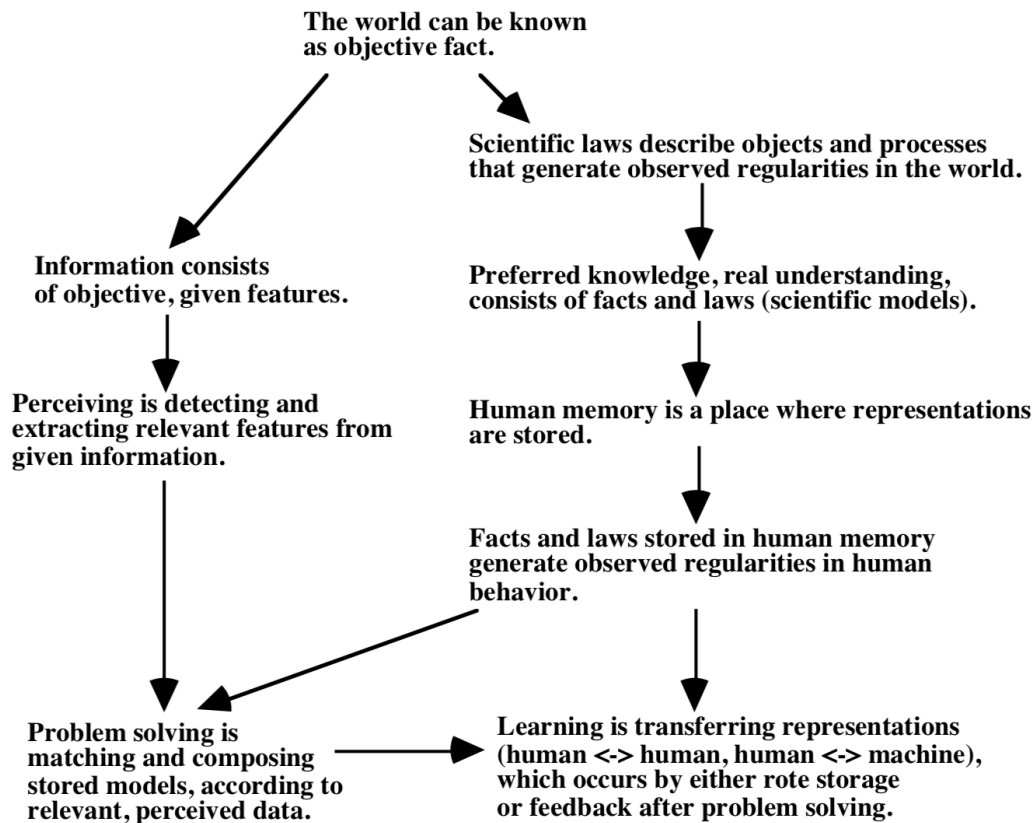 The world can be known
as objective fact.
Scientific laws describe objects and processes
that generate observed regularities in the world.
Information consists
of objective, given features.
Preferred knowledge, real understanding,
consists of facts and laws (scientific models).
Perceiving is detecting and
extracting relevant features from
given information.
Human memory is a place where representations
are stored.
Facts and laws stored in human memory
generate observed regularities in human
behavior.
Problem solving is
matching and composing
stored models, according to
relevant, perceived data.
Learning is transferring representations
(human <-> human, human <-> machine),
which occurs by either rote storage
or feedback after problem solving.